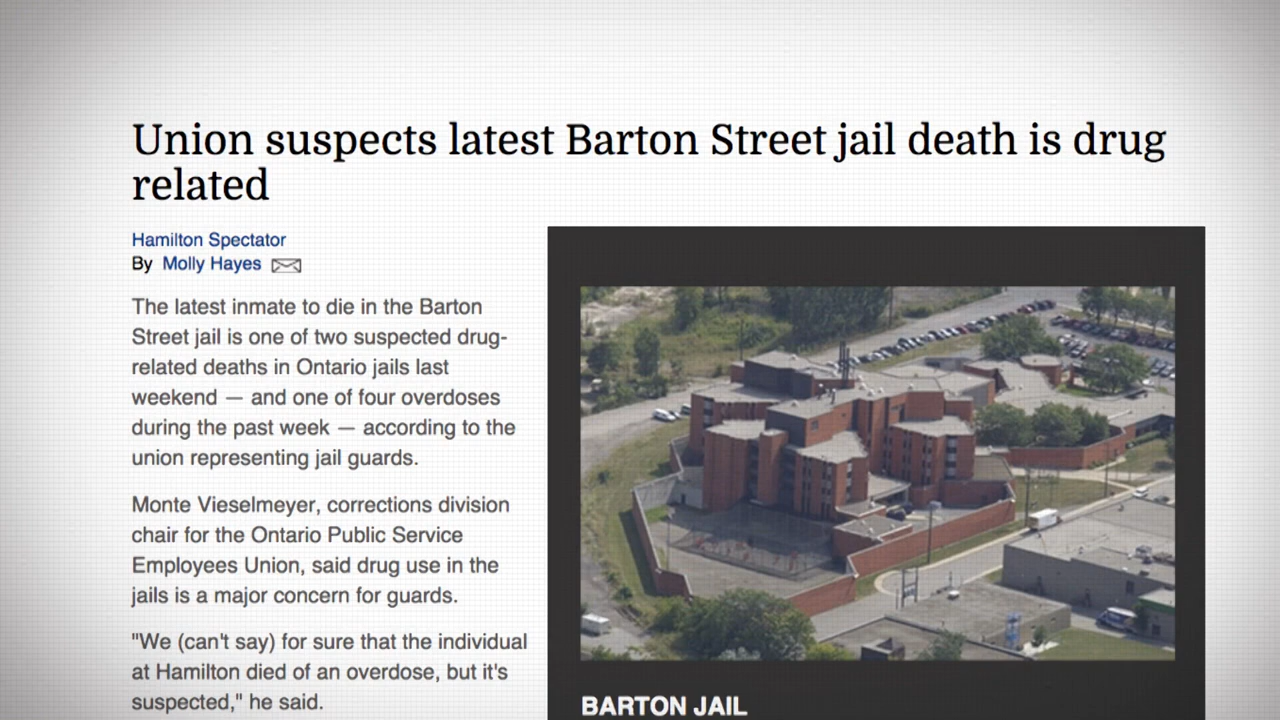 Union suspects latest Barton Street jail death is drug
related
Hamilton Spectator
By Molly Hayes
The latest inmate to die in the Barton
Street jail is one of two suspected drug-
related deaths in Ontario jails last
weekend — and one of four overdoses
during the past week — according to the
union representing jail guards.
Monte Vieselmeyer, corrections division
chair for the Ontario Public Service
Employees Union, said drug use in the
jails is a major concern for guards.
"We (can't say) for sure that the individual
at Hamilton died of an overdose, but it's
suspected," he said.
BARTON JAIL